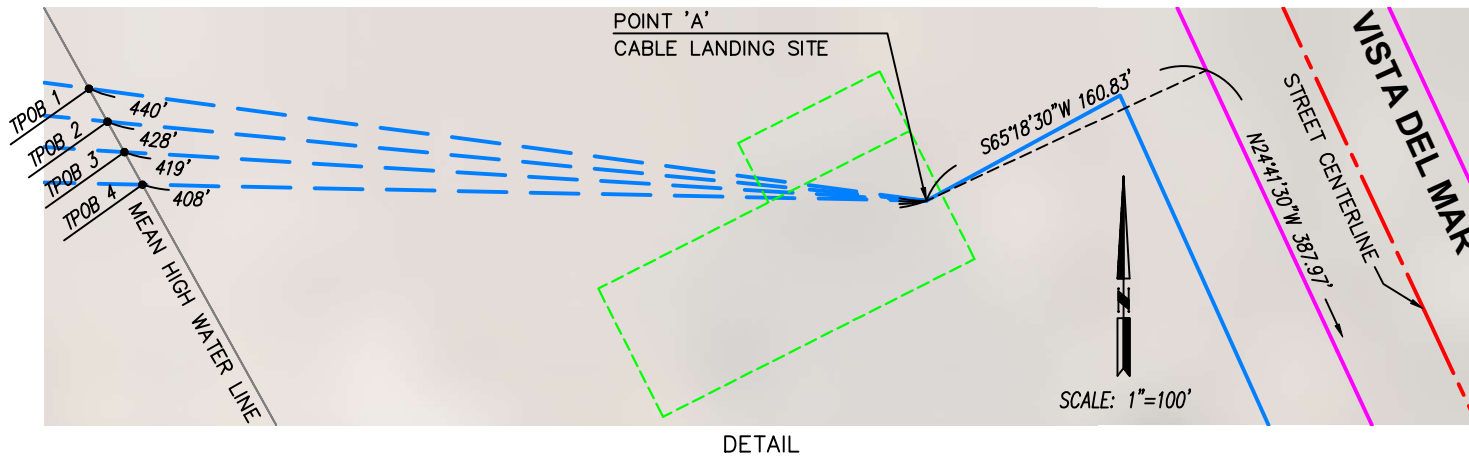 POINT 'A'
CABLE LANDING SITE
VISTA DEL MAR
STREET CENTERLINE
S65°18'30"W 160.83'
N24°41'30"W 387.97'
TPOB 1
440'
TPOB 2
428'
TPOB 3
419'
TPOB 4
408'
MEAN HIGH WATER LINE
N
SCALE: 1"=100'
DETAIL